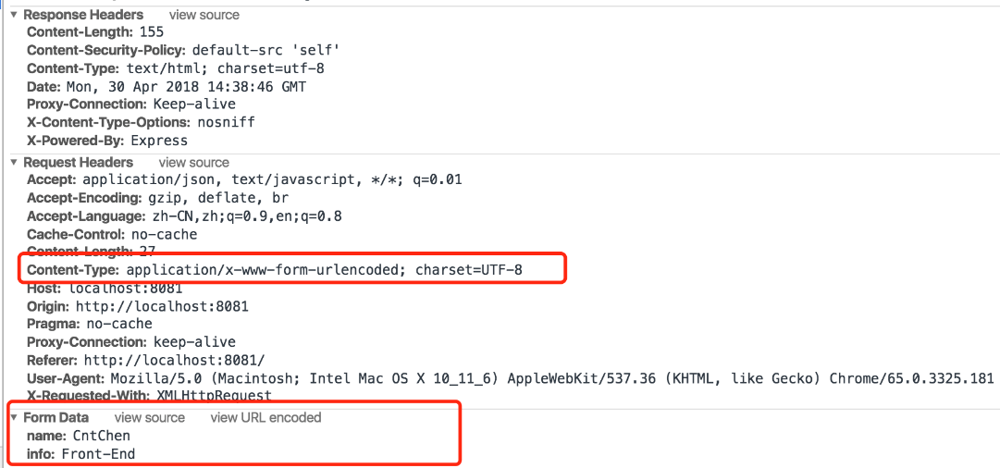 Response Headers view source
Content-Length: 155
Content-Security-Policy: default-src 'self'
Content-Type: text/html; charset=utf-8
Date: Mon, 30 Apr 2018 14:38:46 GMT
Proxy-Connection: Keep-alive
X-Content-Type-Options: nosniff
X-Powered-By: Express
Request Headers view source
Accept: application/json, text/javascript, */*; q=0.01
Accept-Encoding: gzip, deflate, br
Accept-Language: zh-CN,zh;q=0.9,en;q=0.8
Cache-Control: no-cache
Content-Length: 27
Content-Type: application/x-www-form-urlencoded; charset=UTF-8
Host: localhost:8081
Origin: http://localhost:8081
Pragma: no-cache
Proxy-Connection: keep-alive
Referer: http://localhost:8081/
User-Agent: Mozilla/5.0 (Macintosh; Intel Mac OS X 10_11_6) AppleWebKit/537.36 (KHTML, like Gecko) Chrome/65.0.3325.181
X-Requested-With: XMLHttpRequest
Form Data view source view URL encoded
name: CntChen
info: Front-End